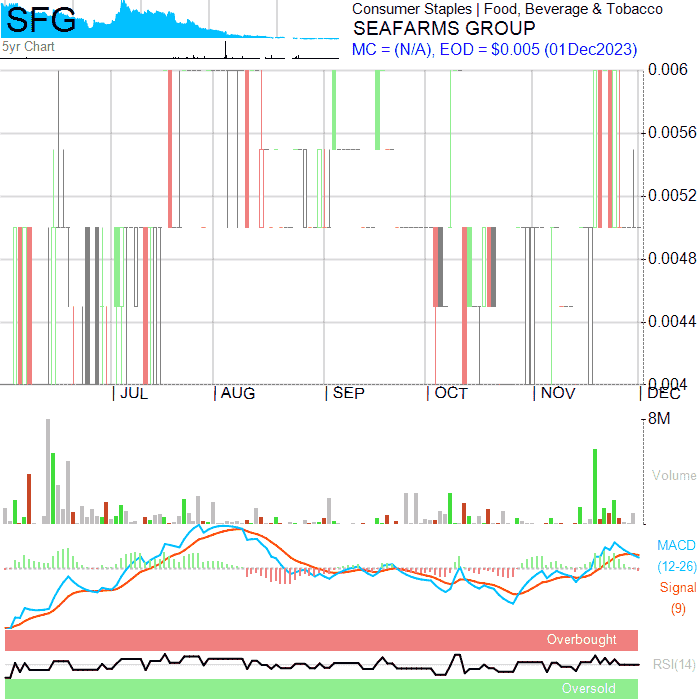 SFG
Consumer Staples | Food, Beverage & Tobacco
SEAFARMS GROUP
5yr Chart
MC = (N/A), EOD = $0.005 (01Dec2023)
0.006
0.0056
0.0052
0.0048
0.0044
0.004
| JUL | AUG | SEP | OCT | NOV | DEC
8M
Volume
MACD
(12-26)
Signal
(9)
Overbought
RSI(14)
Oversold